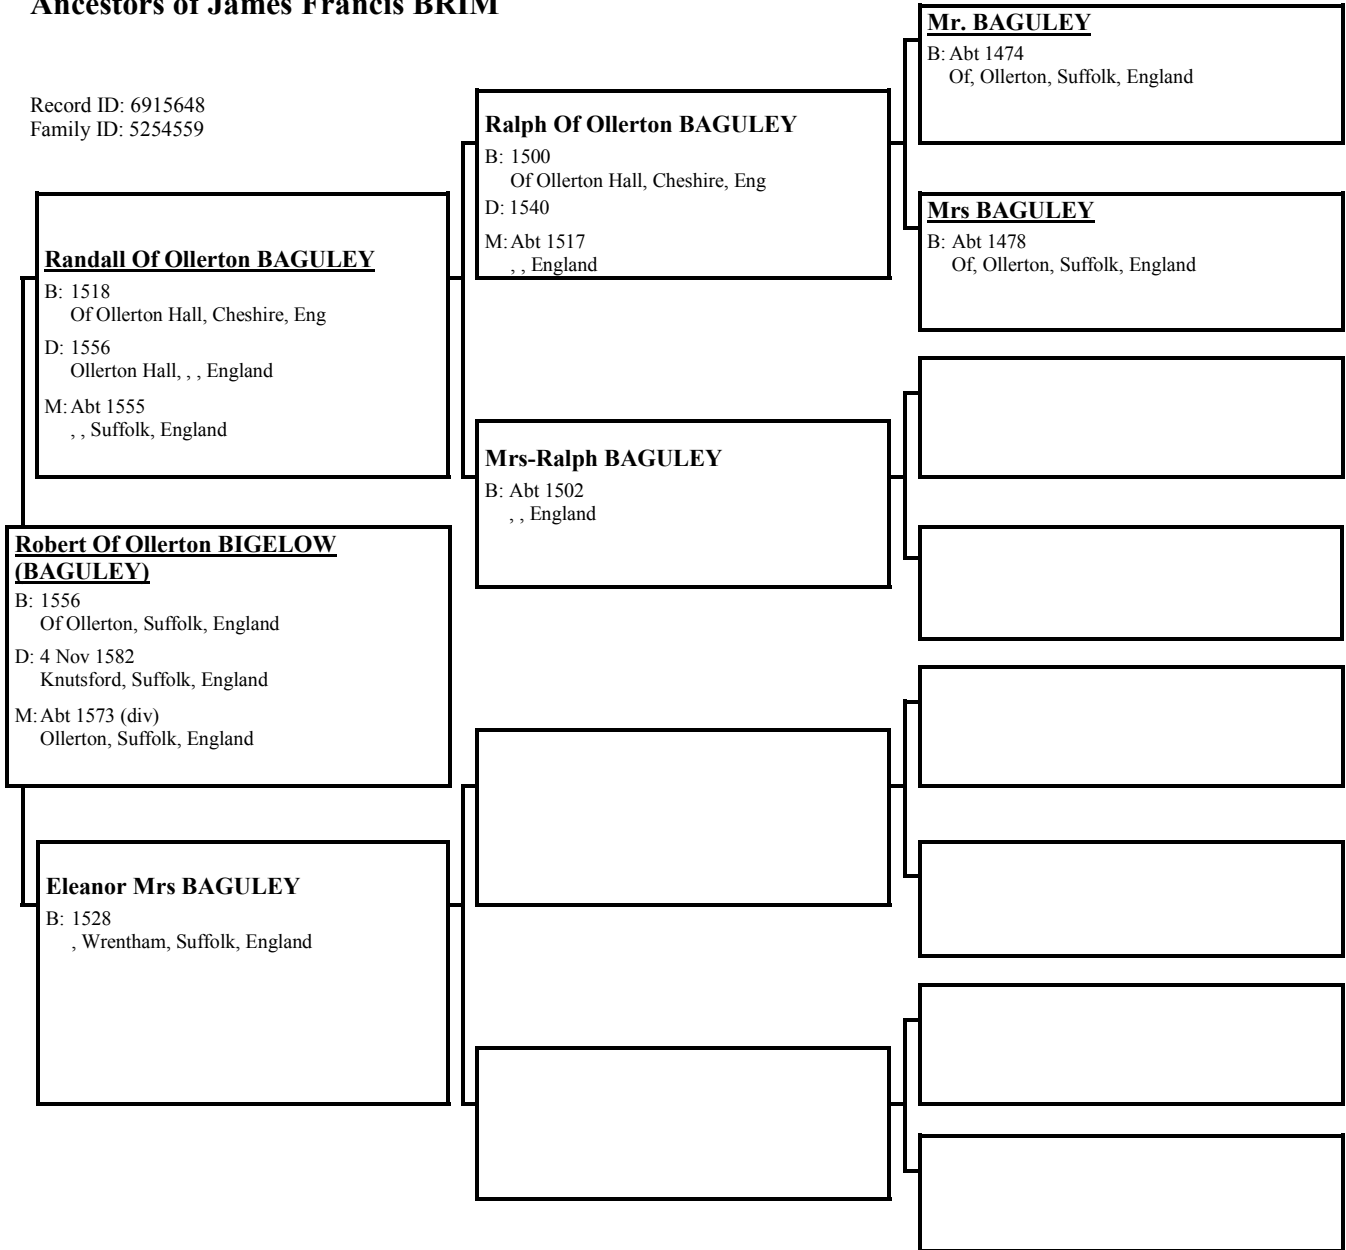 Ancestors of James Francis BRIM
Record ID: 6915648
Family ID: 5254559
Randall Of Ollerton BAGULEY
B: 1518
Of Ollerton Hall, Cheshire, Eng
D: 1556
Ollerton Hall, , , England
M: Abt 1555
, , Suffolk, England
Robert Of Ollerton BIGELOW
(BAGULEY)
B: 1556
Of Ollerton, Suffolk, England
D: 4 Nov 1582
Knutsford, Suffolk, England
M: Abt 1573 (div)
Ollerton, Suffolk, England
Eleanor Mrs BAGULEY
B: 1528
, Wrentham, Suffolk, England
Ralph Of Ollerton BAGULEY
B: 1500
Of Ollerton Hall, Cheshire, Eng
D: 1540
M: Abt 1517
, , England
Mrs-Ralph BAGULEY
B: Abt 1502
, , England
Mr. BAGULEY
B: Abt 1474
Of, Ollerton, Suffolk, England
Mrs BAGULEY
B: Abt 1478
Of, Ollerton, Suffolk, England